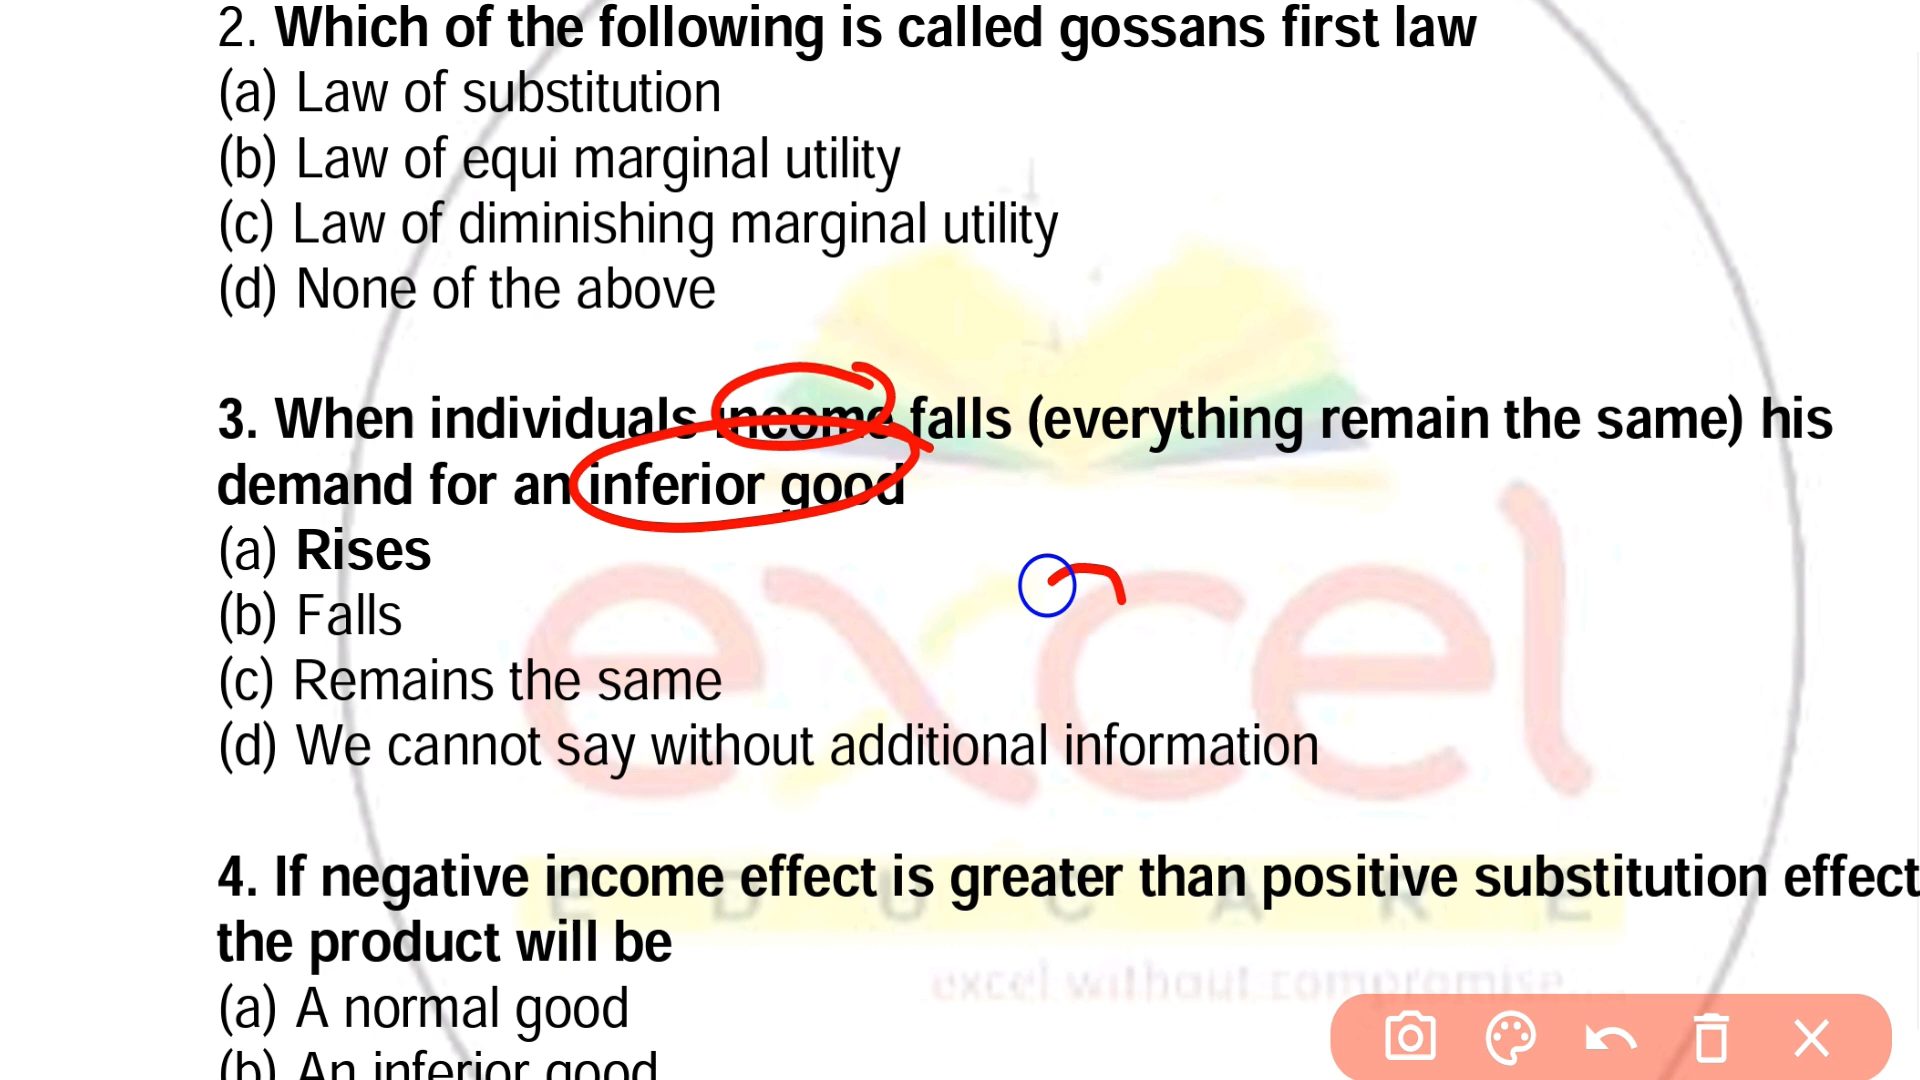 2. Which of the following is called gossans first law
(a) Law of substitution
(b) Law of equi marginal utility
(c) Law of diminishing marginal utility
(d) None of the above
3. When individuals income falls (everything remain the same) his
demand for an inferior good
(a) Rises
(b) Falls
(c) Remains the same
(d) We cannot say without additional information
4. If negative income effect is greater than positive substitution effect
the product will be
(a) A normal good
(b) An inferior good
excel
EDUCARE
excel without compromise...